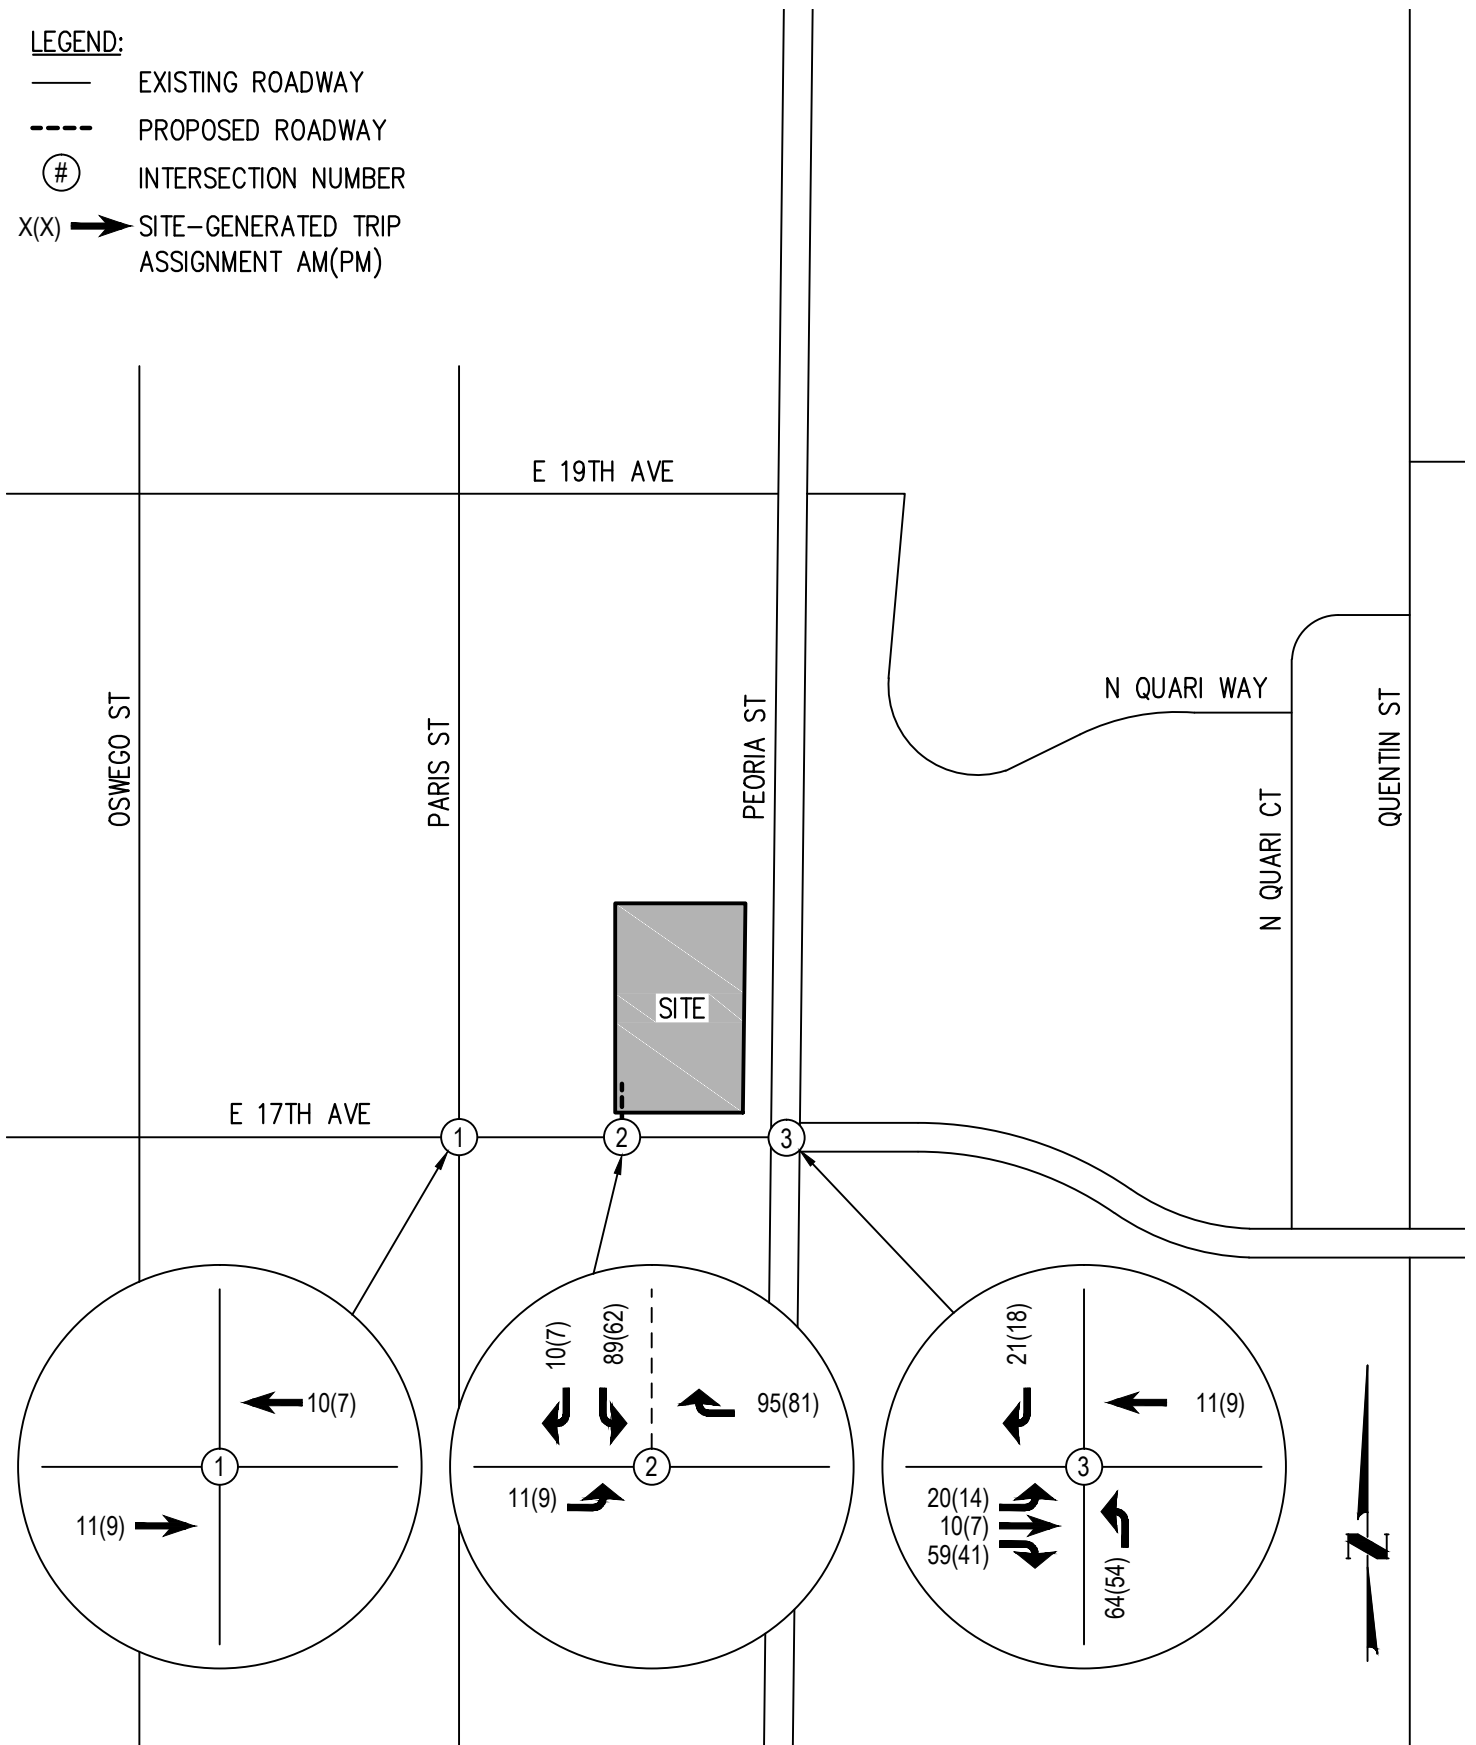 LEGEND:
EXISTING ROADWAY
PROPOSED ROADWAY
# INTERSECTION NUMBER
X(X) SITE-GENERATED TRIP
ASSIGNMENT AM(PM)
E 19TH AVE
OSWEGO ST
PARIS ST
PEORIA ST
N QUARI WAY
N QUARI CT
QUENTIN ST
SITE
E 17TH AVE
1
2
3
10(7)
1
11(9)
10(7)
89(62)
95(81)
2
11(9)
21(18)
11(9)
3
20(14)
10(7)
59(41)
64(54)
N